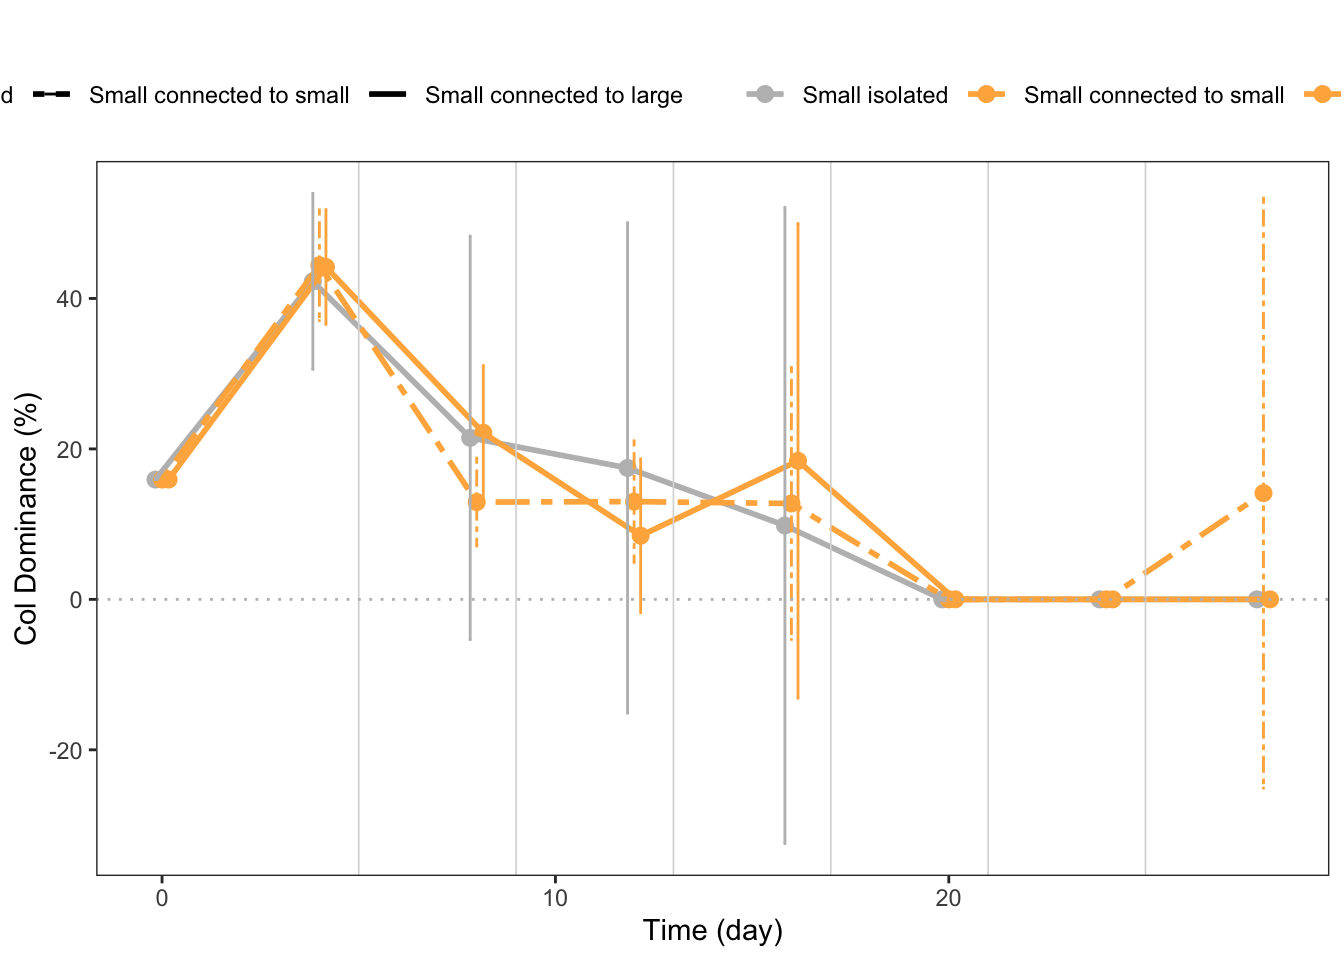 d Small connected to small Small connected to large Small isolated Small connected to small
40
20
0
-20
Col Dominance (%)
0 10 20
Time (day)